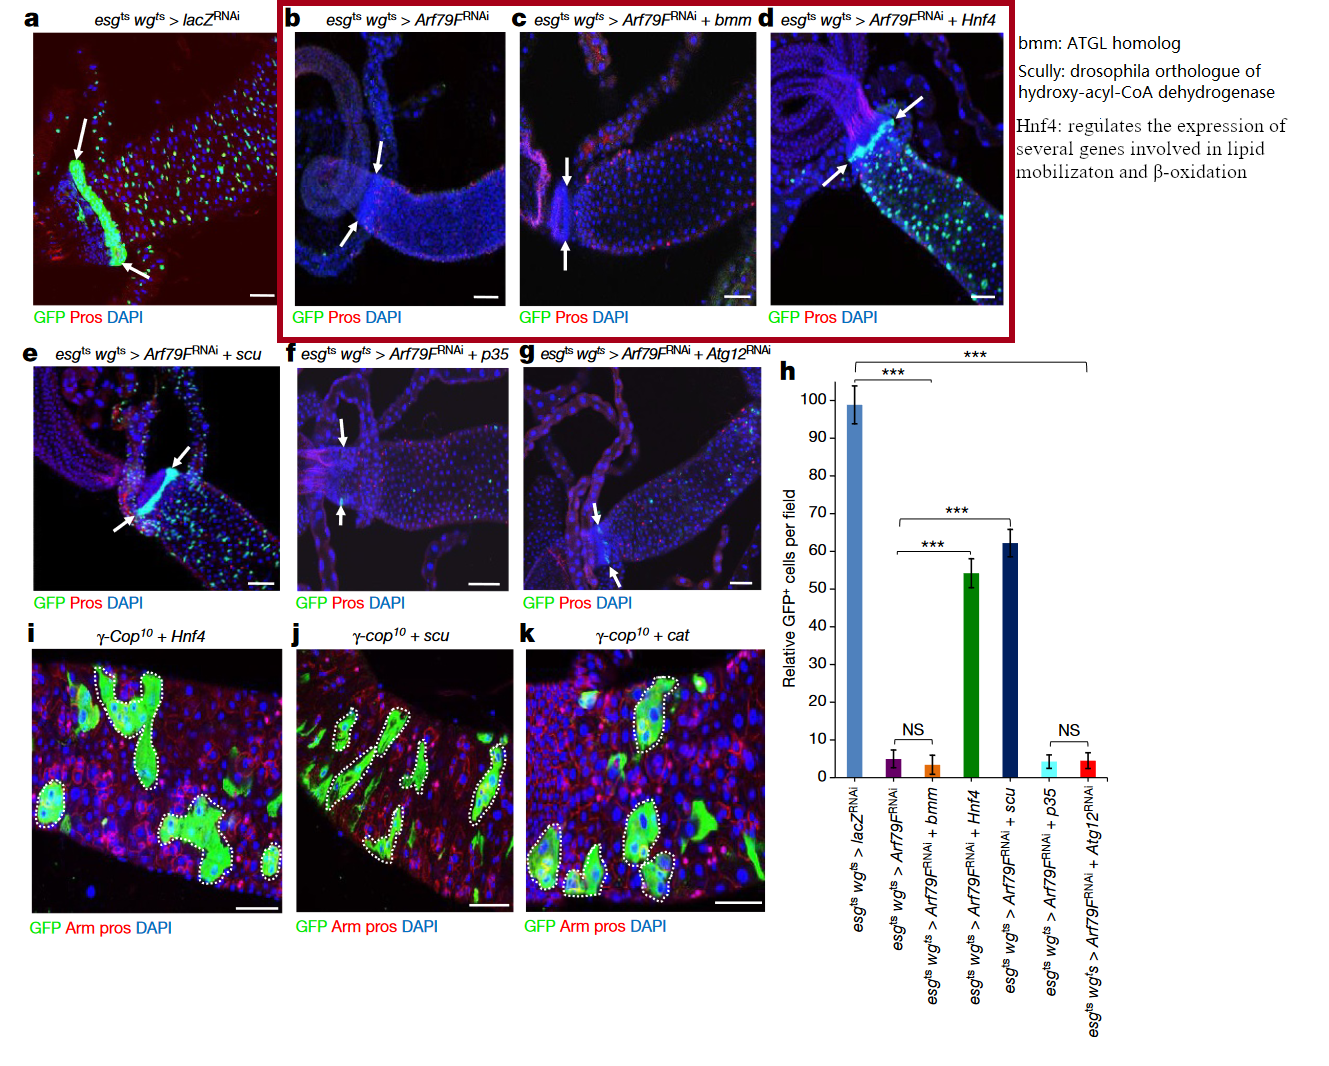 a esgts wgts > lacZRNAi
b esgts wgts > Arf79FRNAi
c esgts wgts > Arf79FRNAi + bmm
d esgts wgts > Arf79FRNAi + Hnf4
bmm: ATGL homolog
Scully: drosophila orthologue of
hydroxy-acyl-CoA dehydrogenase
Hnf4: regulates the expression of
several genes involved in lipid
mobilizaton and β-oxidation
GFP Pros DAPI
GFP Pros DAPI
GFP Pros DAPI
GFP Pros DAPI
e esgts wgts > Arf79FRNAi + scu
f esgts wgts > Arf79FRNAi + p35
g esgts wgts > Arf79FRNAi + Atg12RNAi
GFP Pros DAPI
GFP Pros DAPI
GFP Pros DAPI
h
***
***
***
***
NS
NS
Relative GFP+ cells per field
100
90
80
70
60
50
40
30
20
10
0
esgts wgts > lacZRNAi
esgts wgts > Arf79FRNAi
esgts wgts > Arf79FRNAi + bmm
esgts wgts > Arf79FRNAi + Hnf4
esgts wgts > Arf79FRNAi + scu
esgts wgts > Arf79FRNAi + p35
esgts wgts > Arf79FRNAi + Atg12RNAi
i γ-Cop10 + Hnf4
j γ-cop10 + scu
k γ-cop10 + cat
GFP Arm pros DAPI
GFP Arm pros DAPI
GFP Arm pros DAPI